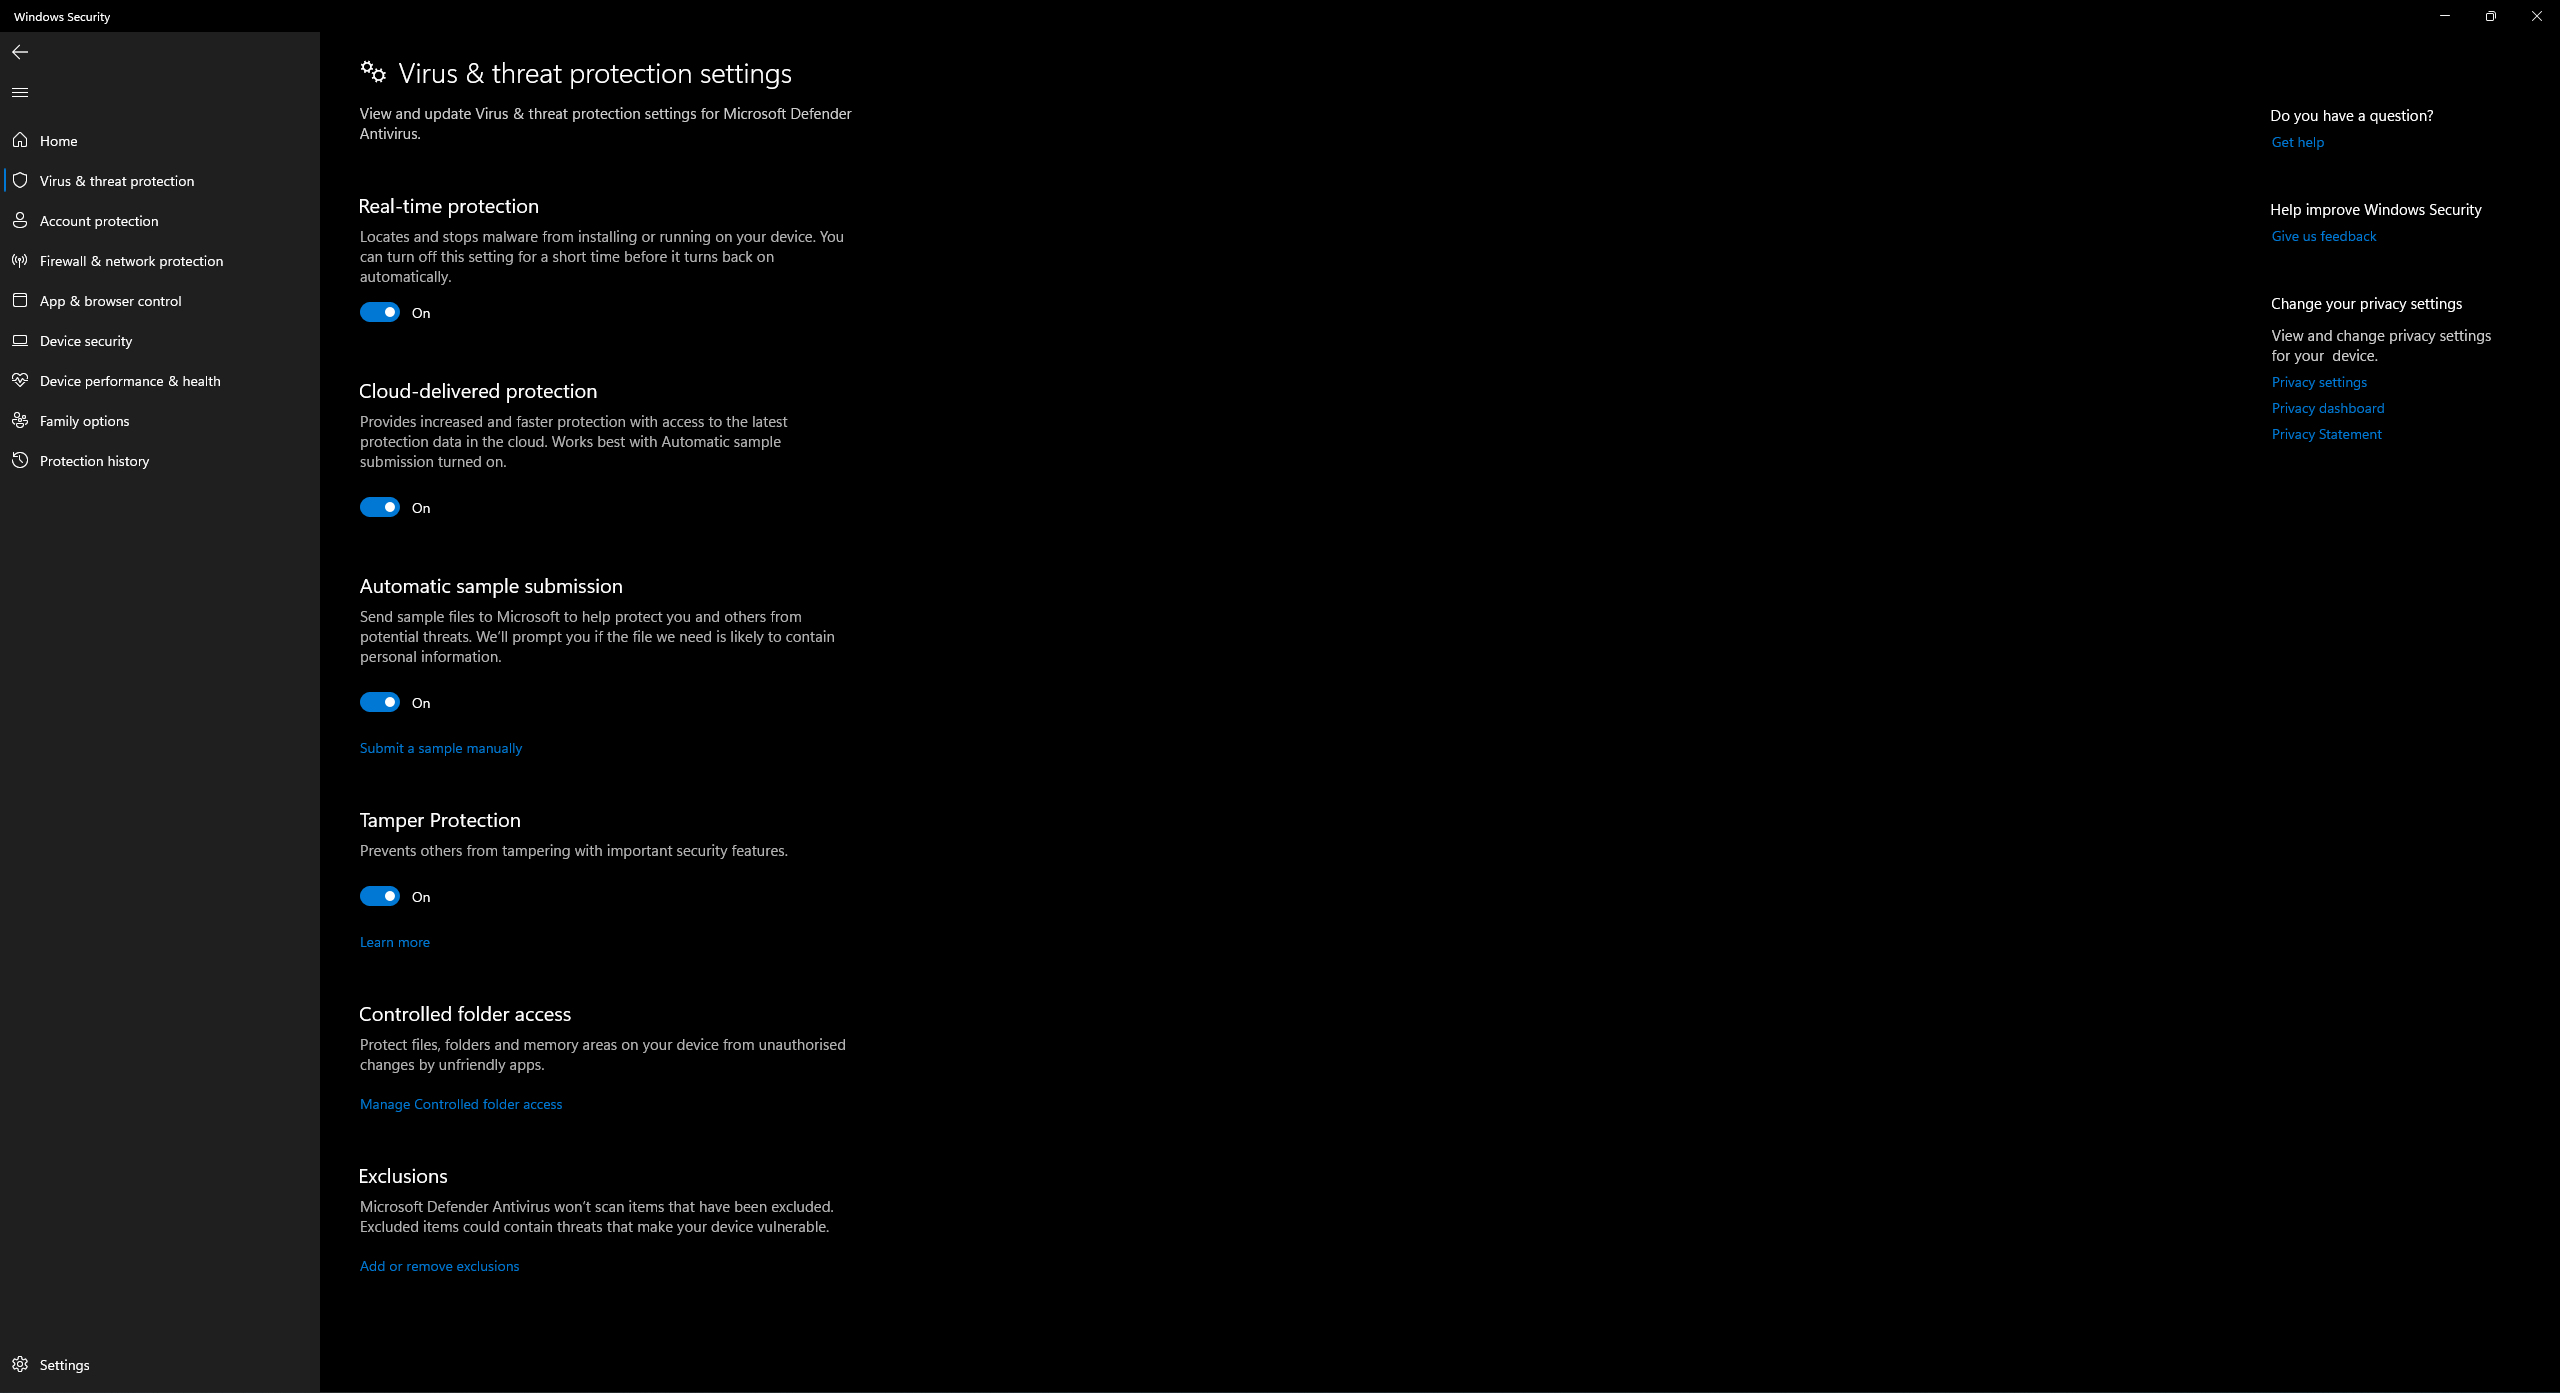 Windows Security
Home
Virus & threat protection
Account protection
Firewall & network protection
App & browser control
Device security
Device performance & health
Family options
Protection history
Settings
Virus & threat protection settings
View and update Virus & threat protection settings for Microsoft Defender
Antivirus.
Real-time protection
Locates and stops malware from installing or running on your device. You
can turn off this setting for a short time before it turns back on
automatically.
On
Cloud-delivered protection
Provides increased and faster protection with access to the latest
protection data in the cloud. Works best with Automatic sample
submission turned on.
On
Automatic sample submission
Send sample files to Microsoft to help protect you and others from
potential threats. We'll prompt you if the file we need is likely to contain
personal information.
On
Submit a sample manually
Tamper Protection
Prevents others from tampering with important security features.
On
Learn more
Controlled folder access
Protect files, folders and memory areas on your device from unauthorised
changes by unfriendly apps.
Manage Controlled folder access
Exclusions
Microsoft Defender Antivirus won't scan items that have been excluded.
Excluded items could contain threats that make your device vulnerable.
Add or remove exclusions
Do you have a question?
Get help
Help improve Windows Security
Give us feedback
Change your privacy settings
View and change privacy settings
for your device.
Privacy settings
Privacy dashboard
Privacy Statement